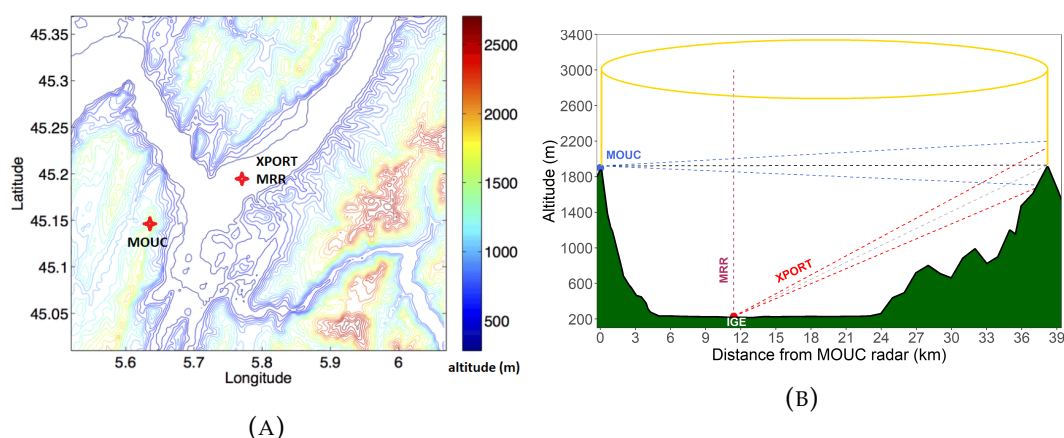 45.35
45.3
45.25
45.2
45.15
45.1
45.05
Latitude
XPORT
MRR
MOUC
5.6
5.7
5.8
5.9
6
Longitude
2500
2000
1500
1000
500
altitude (m)
(A)
3400
3000
2600
2200
1800
1400
1000
600
200
Altitude (m)
MOUC
MRR
XPORT
IGE
0
3
6
9
12
15
18
21
24
27
30
33
36
39
Distance from MOUC radar (km)
(B)